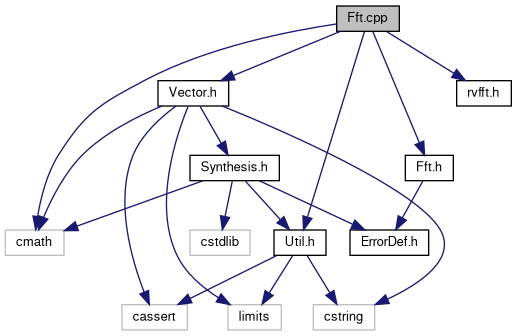 Fft.cpp
Vector.h
rvfft.h
Synthesis.h
Fft.h
cmath
cstdlib
Util.h
ErrorDef.h
cassert
limits
cstring